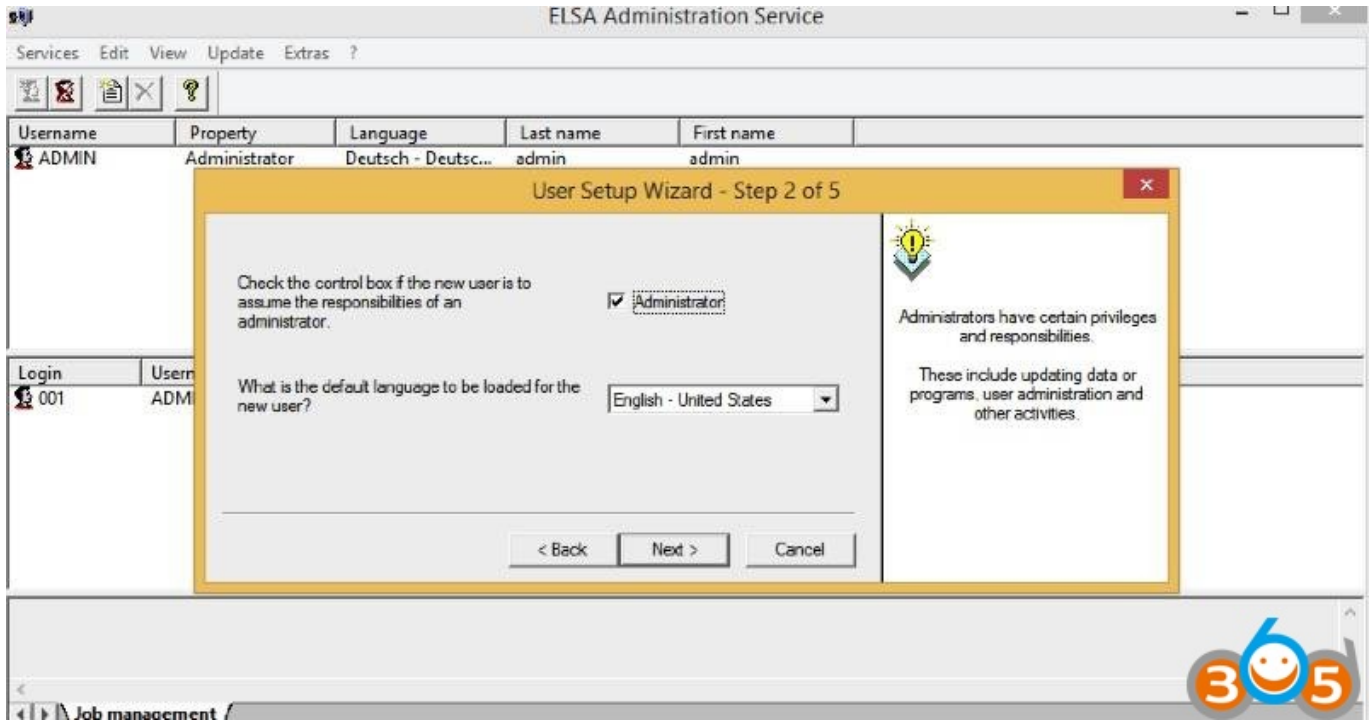 ELSA Administration Service
Services Edit View Update Extras ?
Username Property Language Last name First name
ADMIN Administrator Deutsch - Deutsc... admin admin
User Setup Wizard - Step 2 of 5
Check the control box if the new user is to
assume the responsibilities of an
administrator.
Administrator
What is the default language to be loaded for the
new user?
English - United States
< Back Next > Cancel
Administrators have certain privileges
and responsibilities.
These include updating data or
programs, user administration and
other activities.
Login Usern
001 ADMI
Job management
365